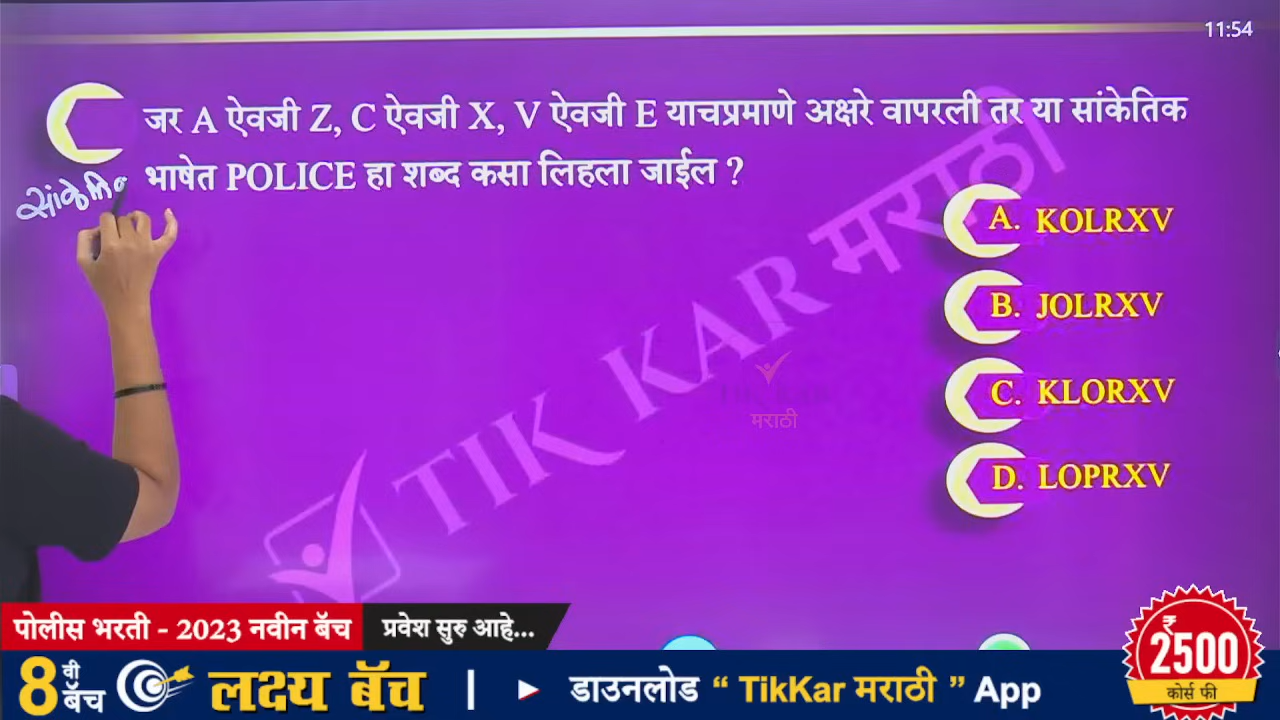 11:54
जर A ऐवजी Z, C ऐवजी X, V ऐवजी E याचप्रमाणे अक्षरे वापरली तर या सांकेतिक
भाषेत POLICE हा शब्द कसा लिहला जाईल ?
सांकेति
A. KOLRXV
B. JOLRXV
C. KLORXV
D. LOPRXV
TIK KAR मराठी
मराठी
पोलीस भरती - 2023 नवीन बॅच प्रवेश सुरु आहे...
8 वी बॅच लक्ष्य बॅच | ► डाउनलोड “ TikKar मराठी ” App
₹ 2500
कोर्स फी